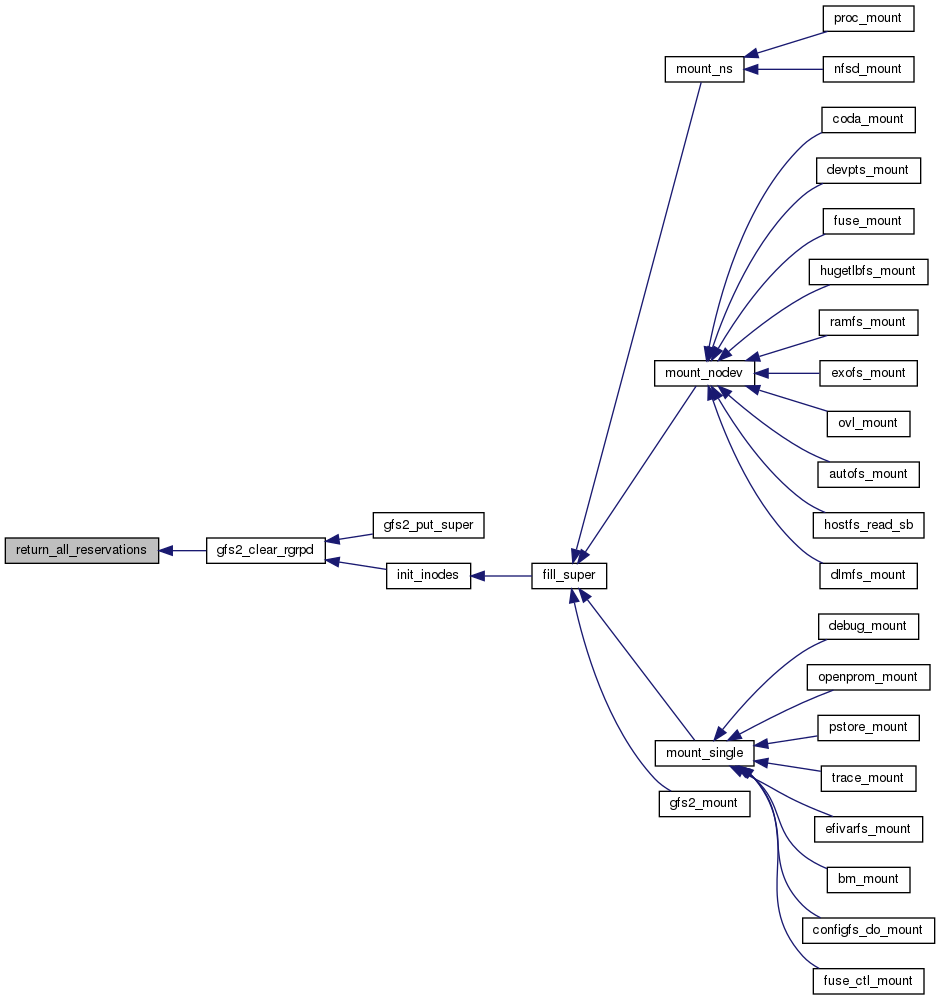 proc_mount
mount_ns
nfsd_mount
coda_mount
devpts_mount
fuse_mount
hugetlbfs_mount
ramfs_mount
mount_nodev
exofs_mount
ovl_mount
autofs_mount
hostfs_read_sb
gfs2_put_super
return_all_reservations
gfs2_clear_rgrpd
init_inodes
fill_super
dlmfs_mount
debug_mount
openprom_mount
pstore_mount
mount_single
trace_mount
gfs2_mount
efivarfs_mount
bm_mount
configfs_do_mount
fuse_ctl_mount